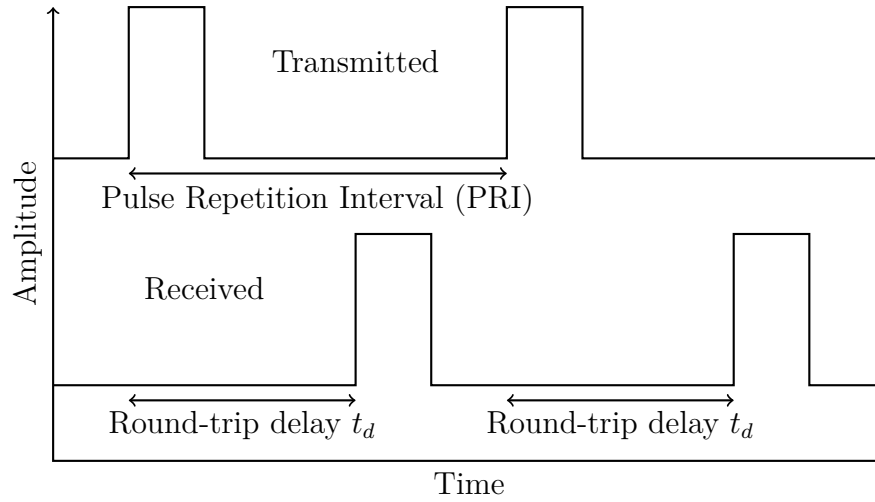 Transmitted
Pulse Repetition Interval (PRI)
Amplitude
Received
Round-trip delay t_d
Round-trip delay t_d
Time